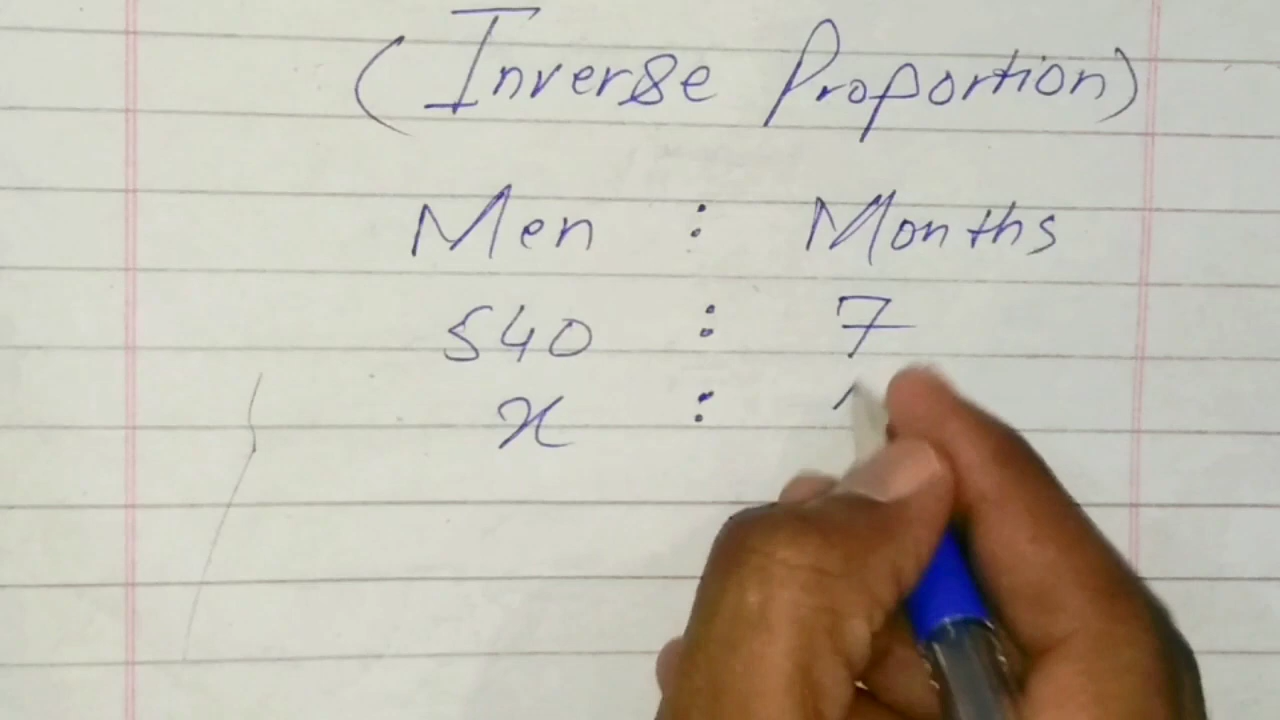 (Inverse Proportion)
Men : Months
540 : 7
x :